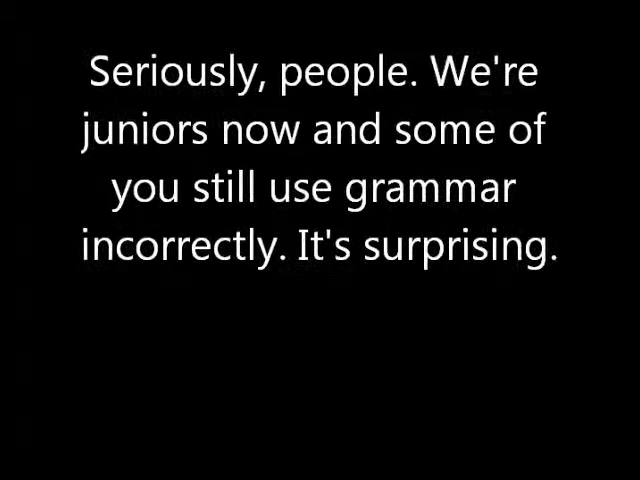 Seriously, people. We're
juniors now and some of
you still use grammar
incorrectly. It's surprising.